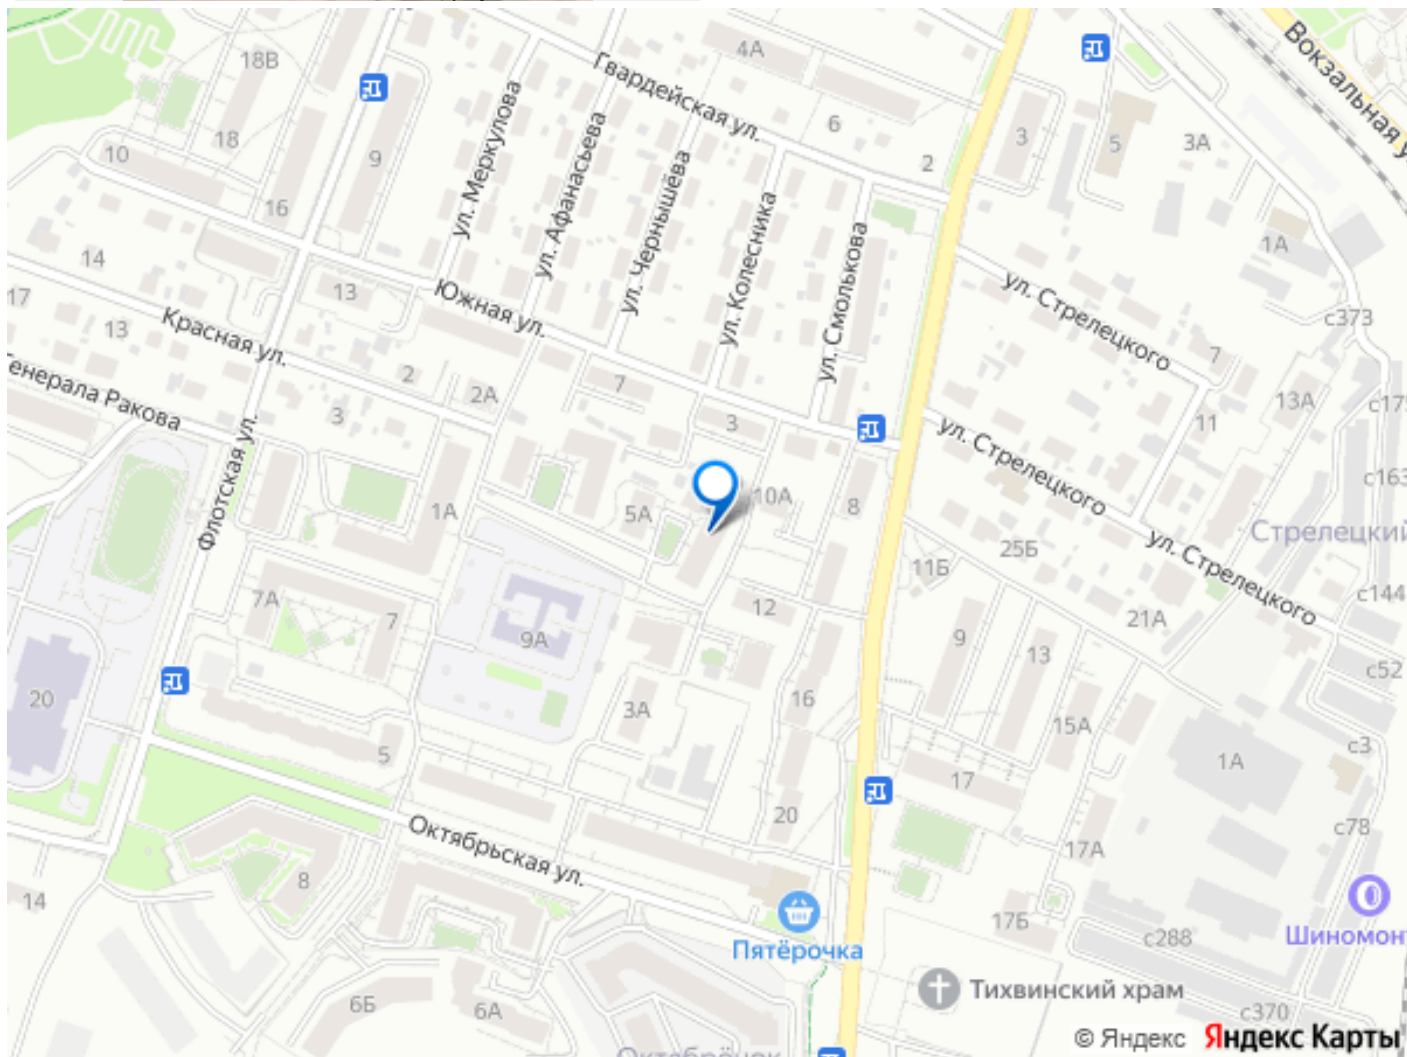 Вокзальная у
4А
18В
Гвардейская ул.
6
3
5
3А
18
9
ул. Меркулова
ул. Афанасьева
ул. Чернышёва
ул. Колесника
2
10
16
ул. Смолькова
1А
14
ул. Стрелецкого
17
13
Южная ул.
с373
13
Красная ул.
7
2
7
2А
13А
енерала Ракова
3
3
11
ул. Стрелецкого
Флотская ул.
с163
5А
10А
8
1А
Стрелецкий
25Б
ул. Стрелецкого
11Б
с144
7А
12
7
9А
21А
9
13
с52
20
3А
16
15А
5
с3
1А
17
20
Октябрьская ул.
с78
17А
8
14
17Б
Шиномон
Пятёрочка
с288
Тихвинский храм
6Б
6А
с370
© Яндекс Яндекс Карты